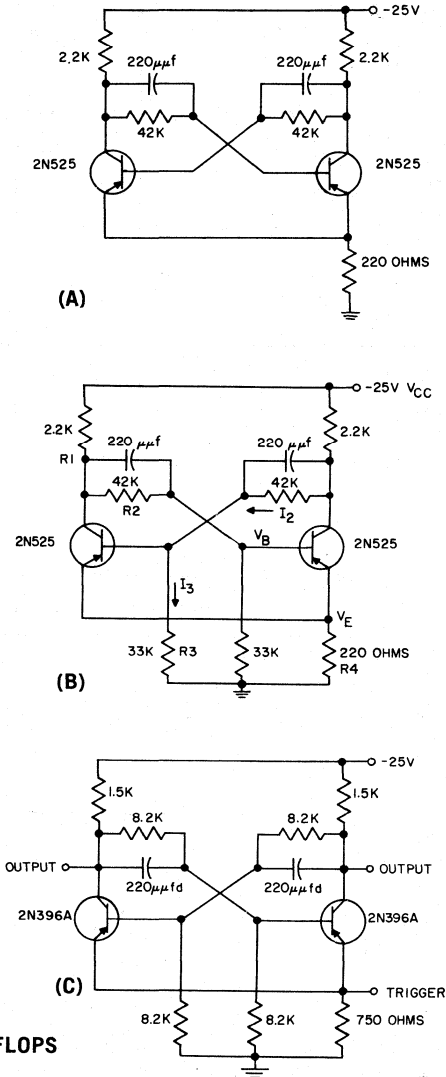 -25V
2.2K
2.2K
220μμf
220μμf
42K
42K
2N525
2N525
220 OHMS
(A)
-25V VCC
2.2K
2.2K
R1
220 μμf
220 μμf
42K
42K
R2
I2
2N525
VB
2N525
I3
VE
33K
R3
33K
220 OHMS
R4
(B)
-25V
1.5K
1.5K
8.2K
8.2K
OUTPUT
OUTPUT
220μμfd
220μμfd
2N396A
2N396A
(C)
TRIGGER
8.2K
8.2K
750 OHMS
FLOPS